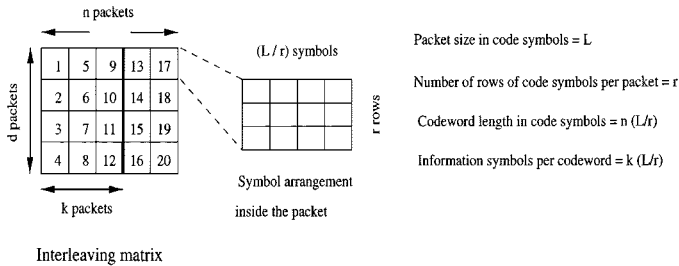 n packets
d packets
1 5 9 13 17
2 6 10 14 18
3 7 11 15 19
4 8 12 16 20
k packets
Interleaving matrix
(L / r) symbols
r rows
Symbol arrangement
inside the packet
Packet size in code symbols = L
Number of rows of code symbols per packet = r
Codeword length in code symbols = n (L/r)
Information symbols per codeword = k (L/r)